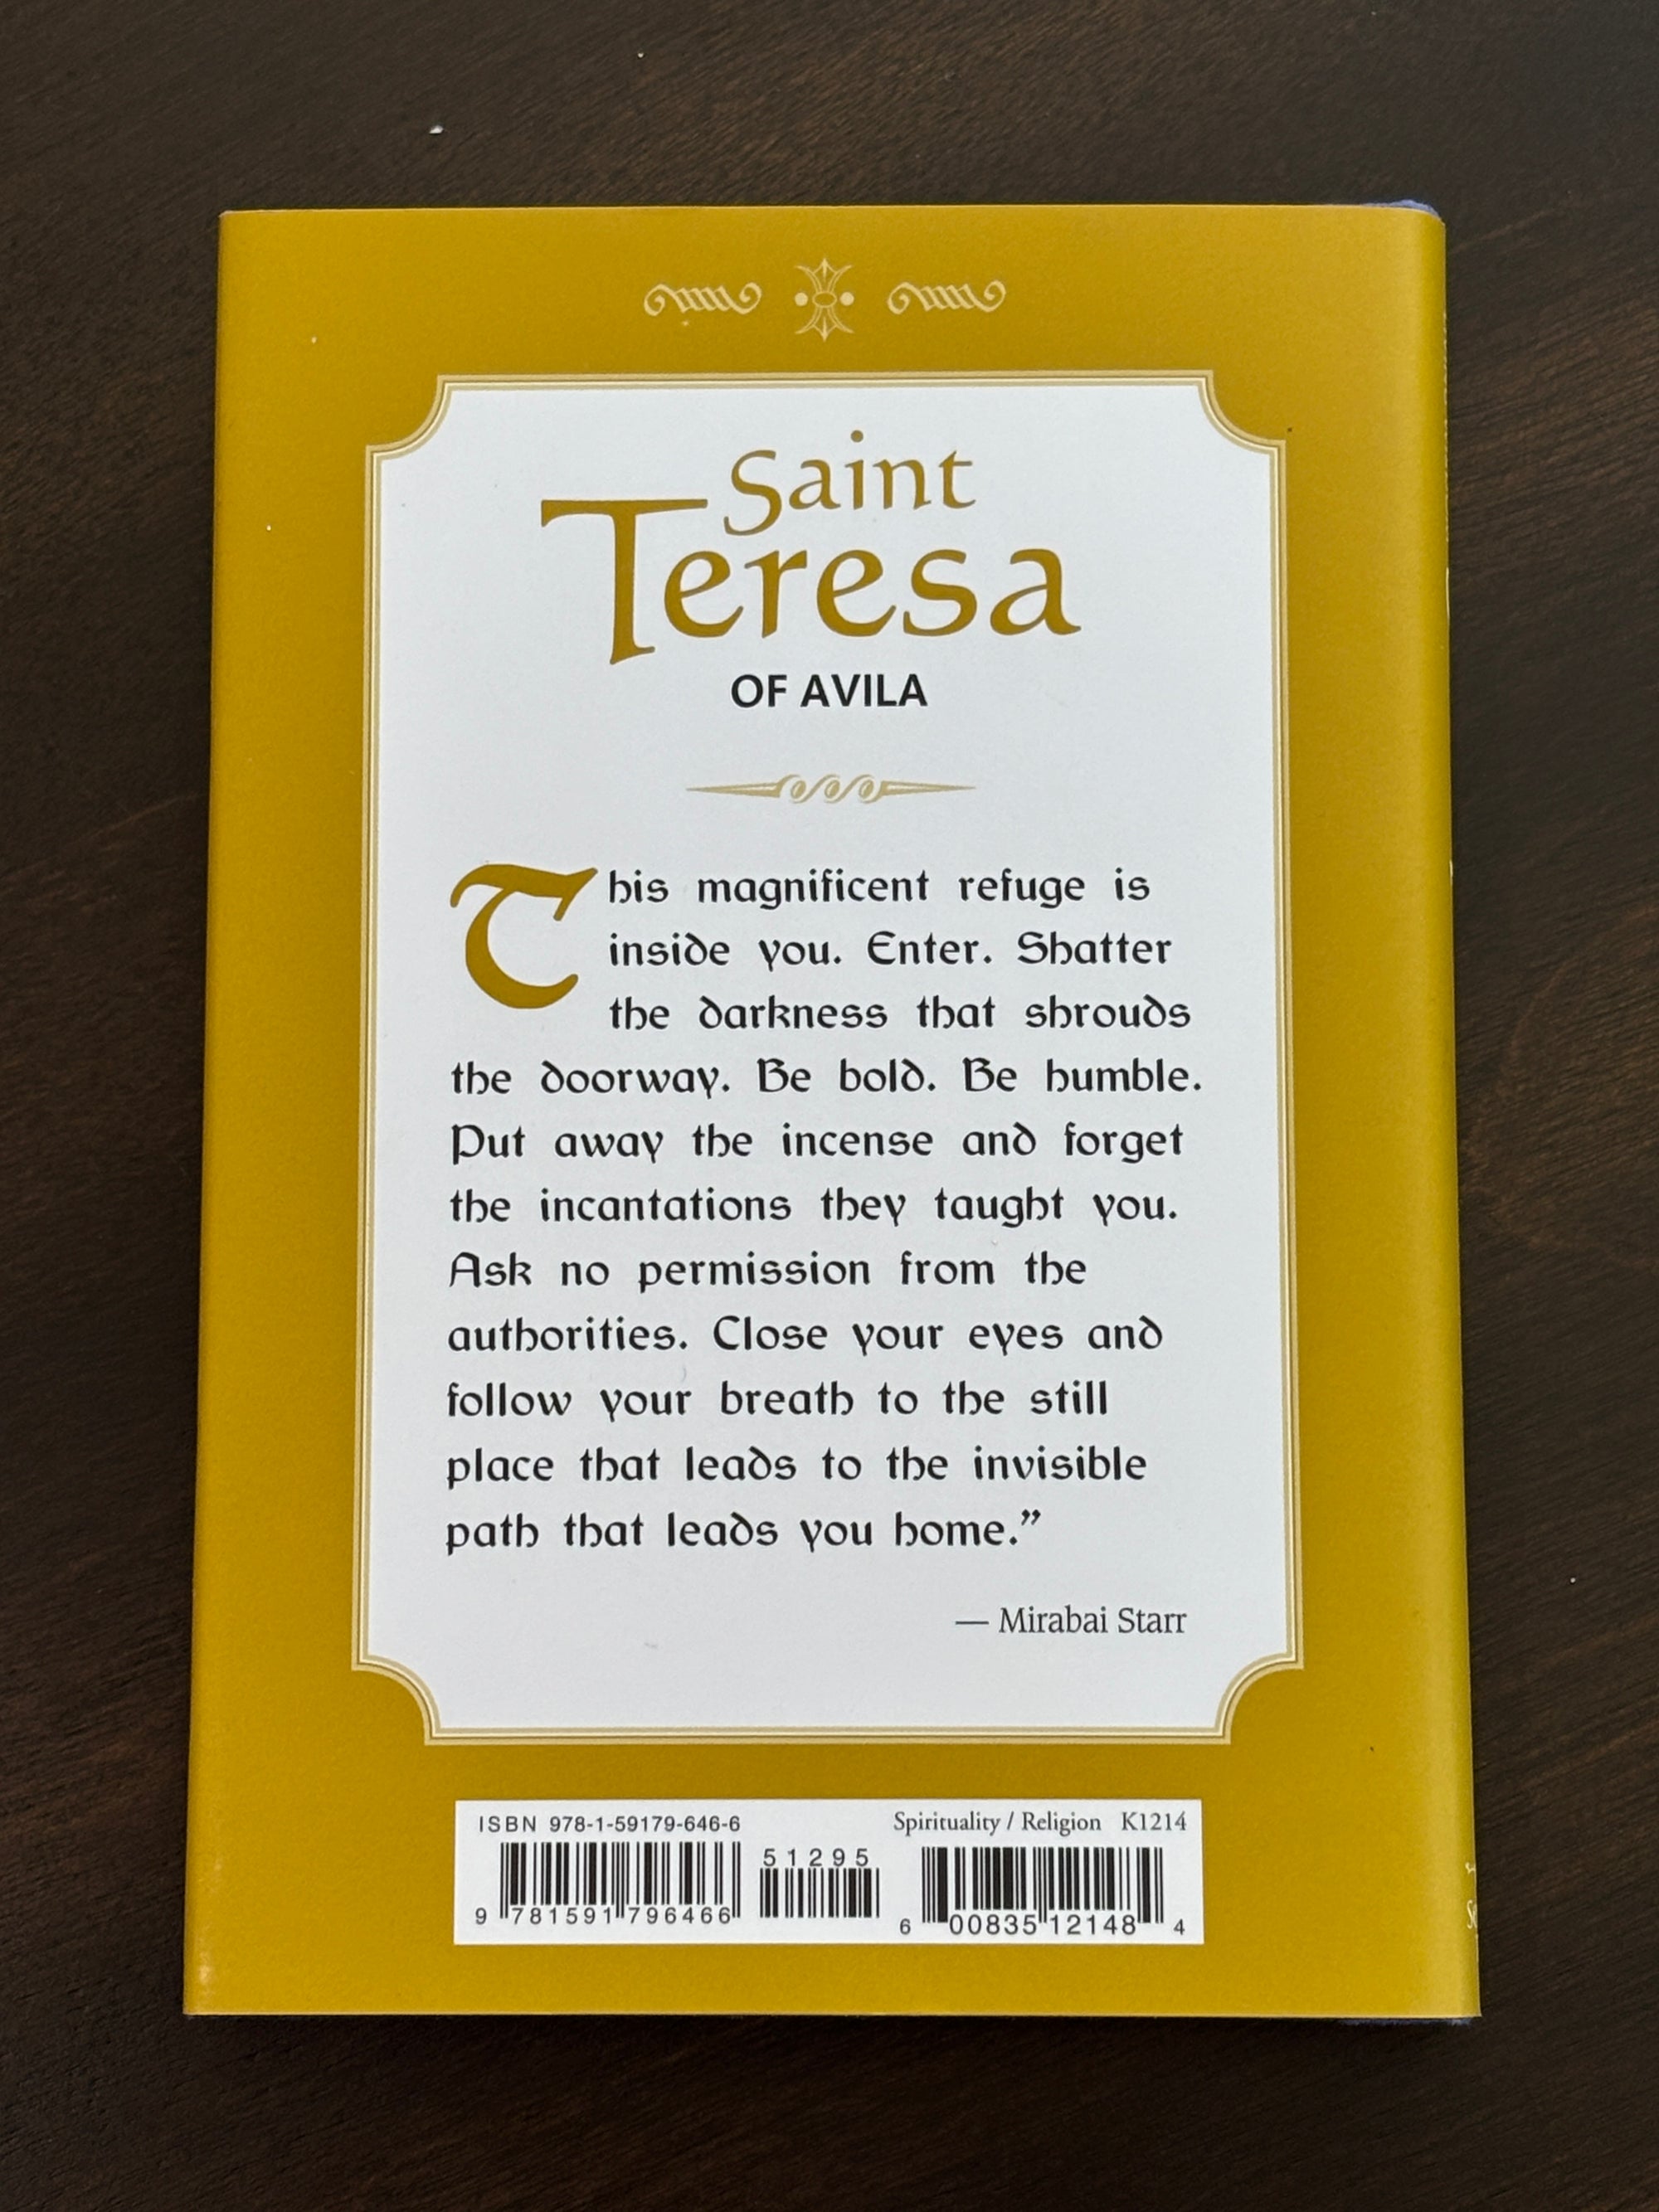 Saint
Teresa
OF AVILA
This magnificent refuge is
inside you. Enter. Shatter
the darkness that shrouds
the doorway. Be bold. Be humble.
Put away the incense and forget
the incantations they taught you.
Ask no permission from the
authorities. Close your eyes and
follow your breath to the still
place that leads to the invisible
path that leads you home.”
— Mirabai Starr
ISBN 978-1-59179-646-6
Spirituality / Religion K1214
51295
9 781591 796466
6 00835 12148 4